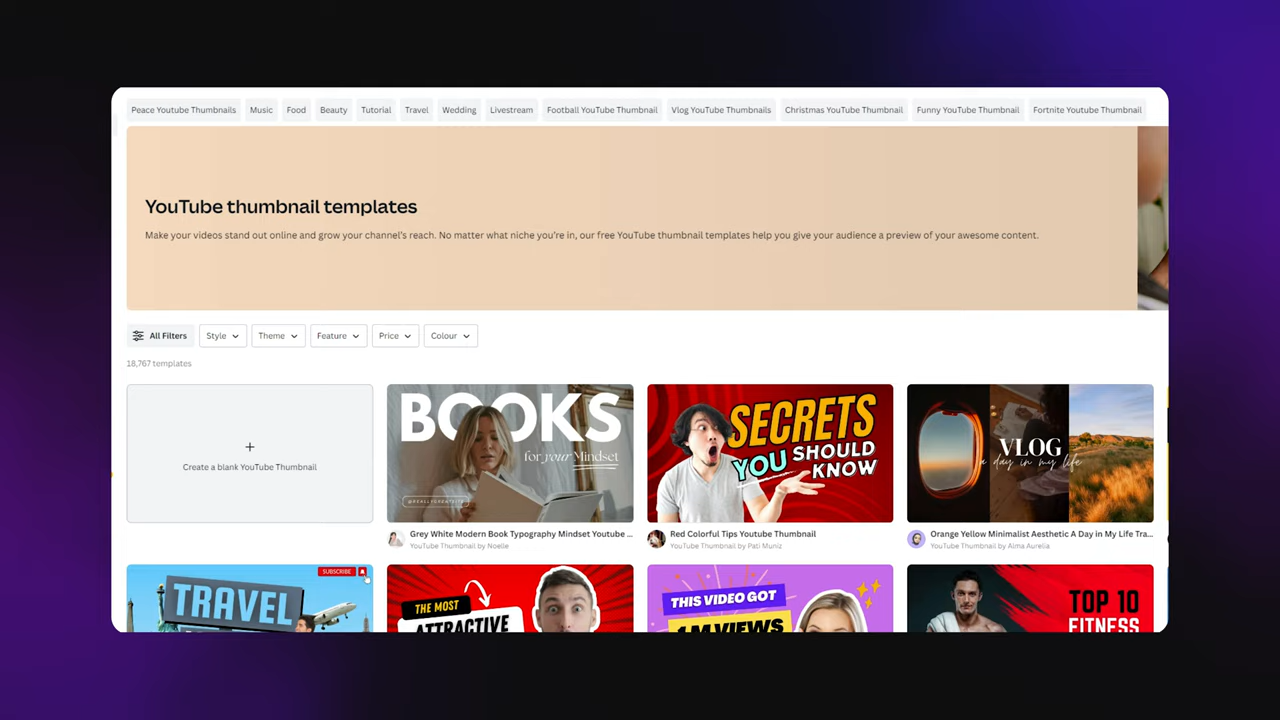 Peace Youtube Thumbnails Music Food Beauty Tutorial Travel Wedding Livestream Football YouTube Thumbnail Vlog YouTube Thumbnails Christmas YouTube Thumbnail Funny YouTube Thumbnail Fortnite Youtube Thumbnail
YouTube thumbnail templates
Make your videos stand out online and grow your channel's reach. No matter what niche you're in, our free YouTube thumbnail templates help you give your audience a preview of your awesome content.
All Filters Style Theme Feature Price Colour
18,767 templates
+
Create a blank YouTube Thumbnail
BOOKS
for your Mindset
@REALLYGREATSITE
Grey White Modern Book Typography Mindset Youtube ...
YouTube Thumbnail by Noelle
SECRETS
YOU SHOULD
KNOW
Red Colorful Tips Youtube Thumbnail
YouTube Thumbnail by Pati Muniz
VLOG
a day in my life
Orange Yellow Minimalist Aesthetic A Day in My Life Tra...
YouTube Thumbnail by Alma Aurelia
SUBSCRIBE
TRAVEL
THE MOST
ATTRACTIVE
THIS VIDEO GOT
1M VIEWS
TOP 10
FITNESS